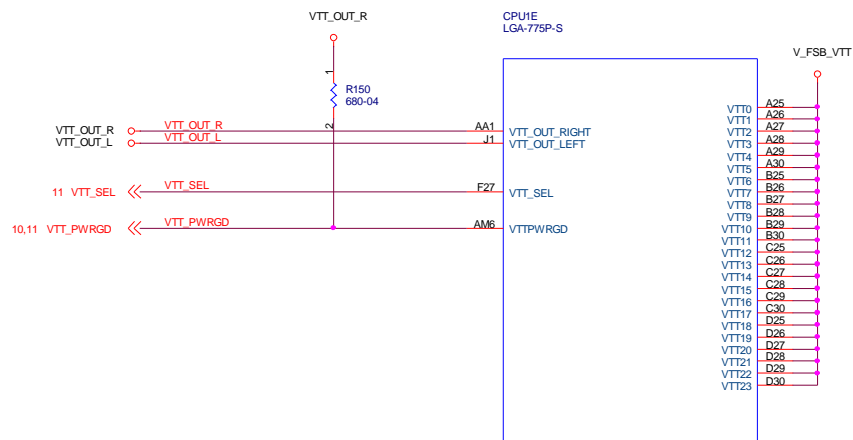 VTT_OUT_R
CPU1E
LGA-775P-S
V_FSB_VTT
1
R150
680-04
2
VTT_OUT_R VTT_OUT_R AA1 VTT_OUT_RIGHT
VTT_OUT_L VTT_OUT_L J1 VTT_OUT_LEFT
11 VTT_SEL VTT_SEL F27 VTT_SEL
10,11 VTT_PWRGD VTT_PWRGD AM6 VTTPWRGD
VTT0 A25
VTT1 A26
VTT2 A27
VTT3 A28
VTT4 A29
VTT5 A30
VTT6 B25
VTT7 B26
VTT8 B27
VTT9 B28
VTT10 B29
VTT11 B30
VTT12 C25
VTT13 C26
VTT14 C27
VTT15 C28
VTT16 C29
VTT17 C30
VTT18 D25
VTT19 D26
VTT20 D27
VTT21 D28
VTT22 D29
VTT23 D30